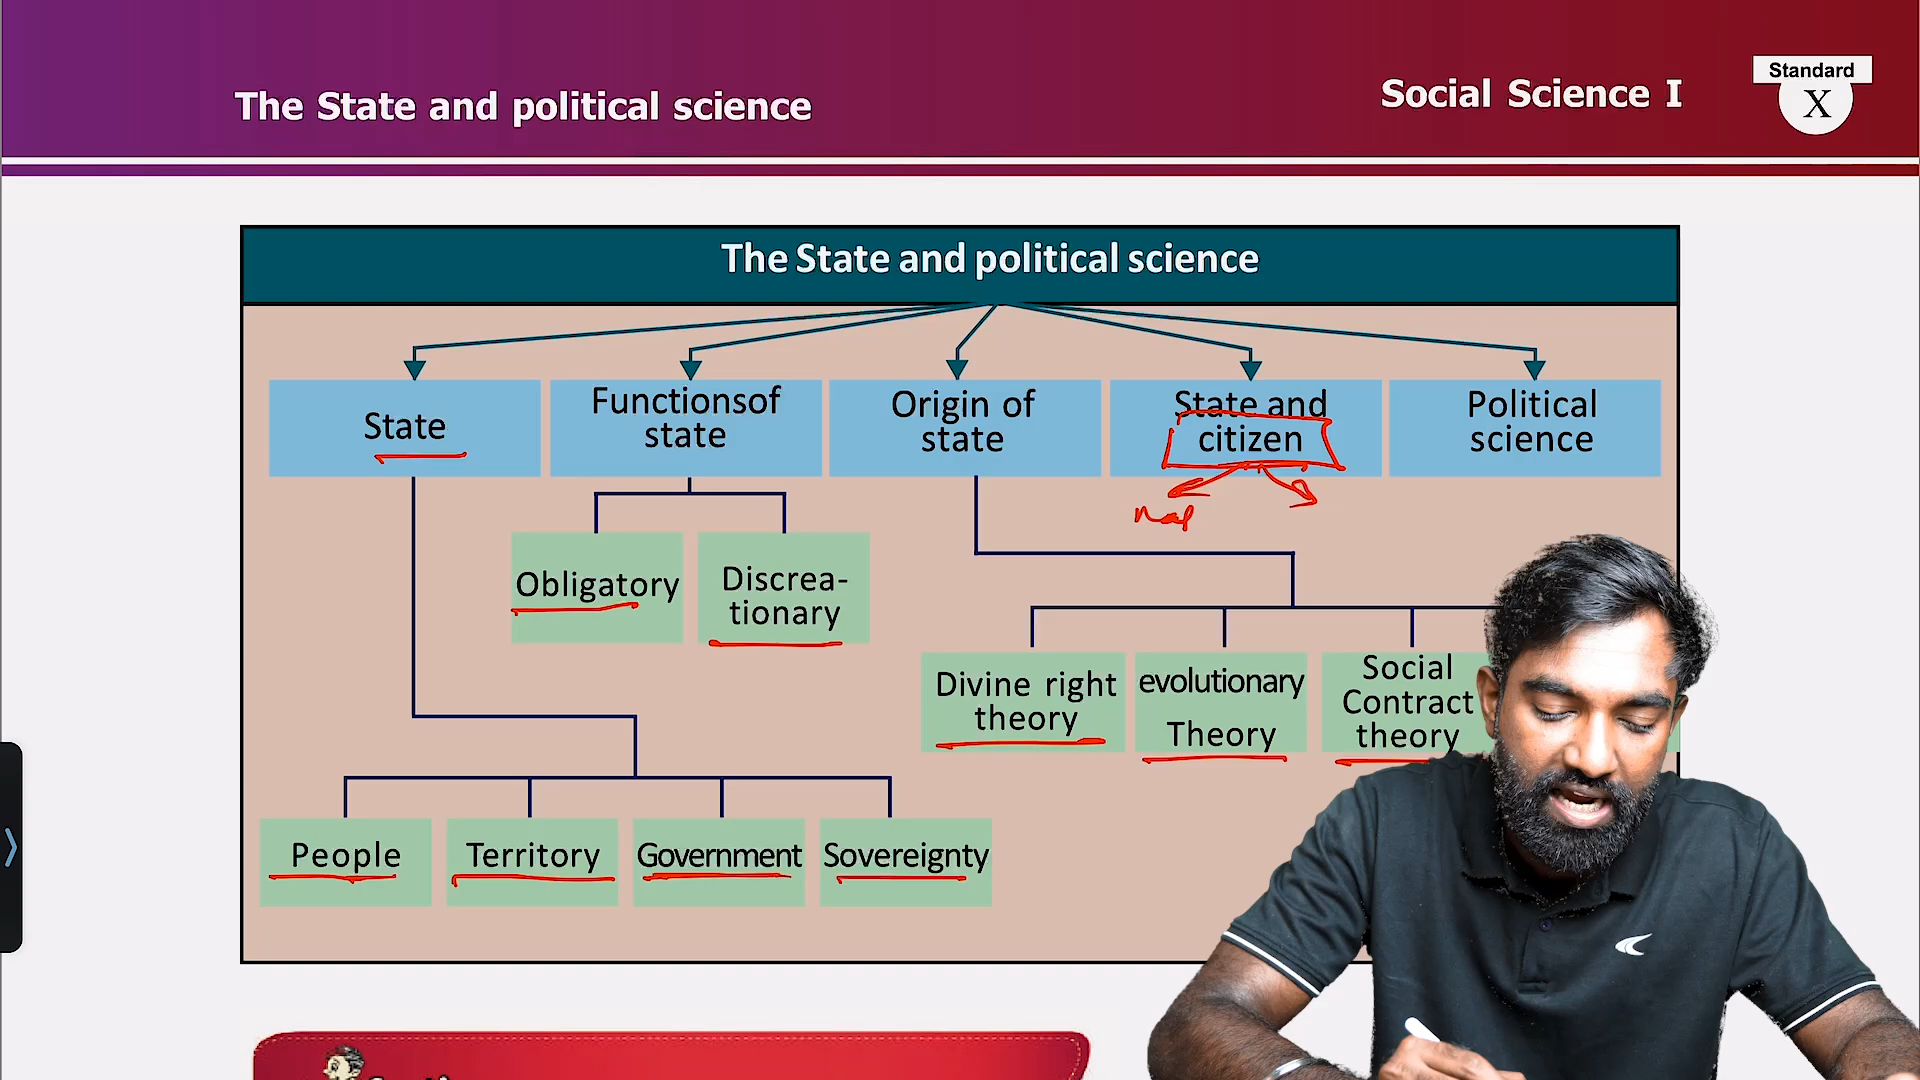 The State and political science
Social Science I
Standard
X
The State and political science
State
Functionsof
state
Origin of
state
State and
citizen
Political
science
Obligatory
Discrea-
tionary
Divine right
theory
evolutionary
Theory
Social
Contract
theory
People
Territory
Government
Sovereignty